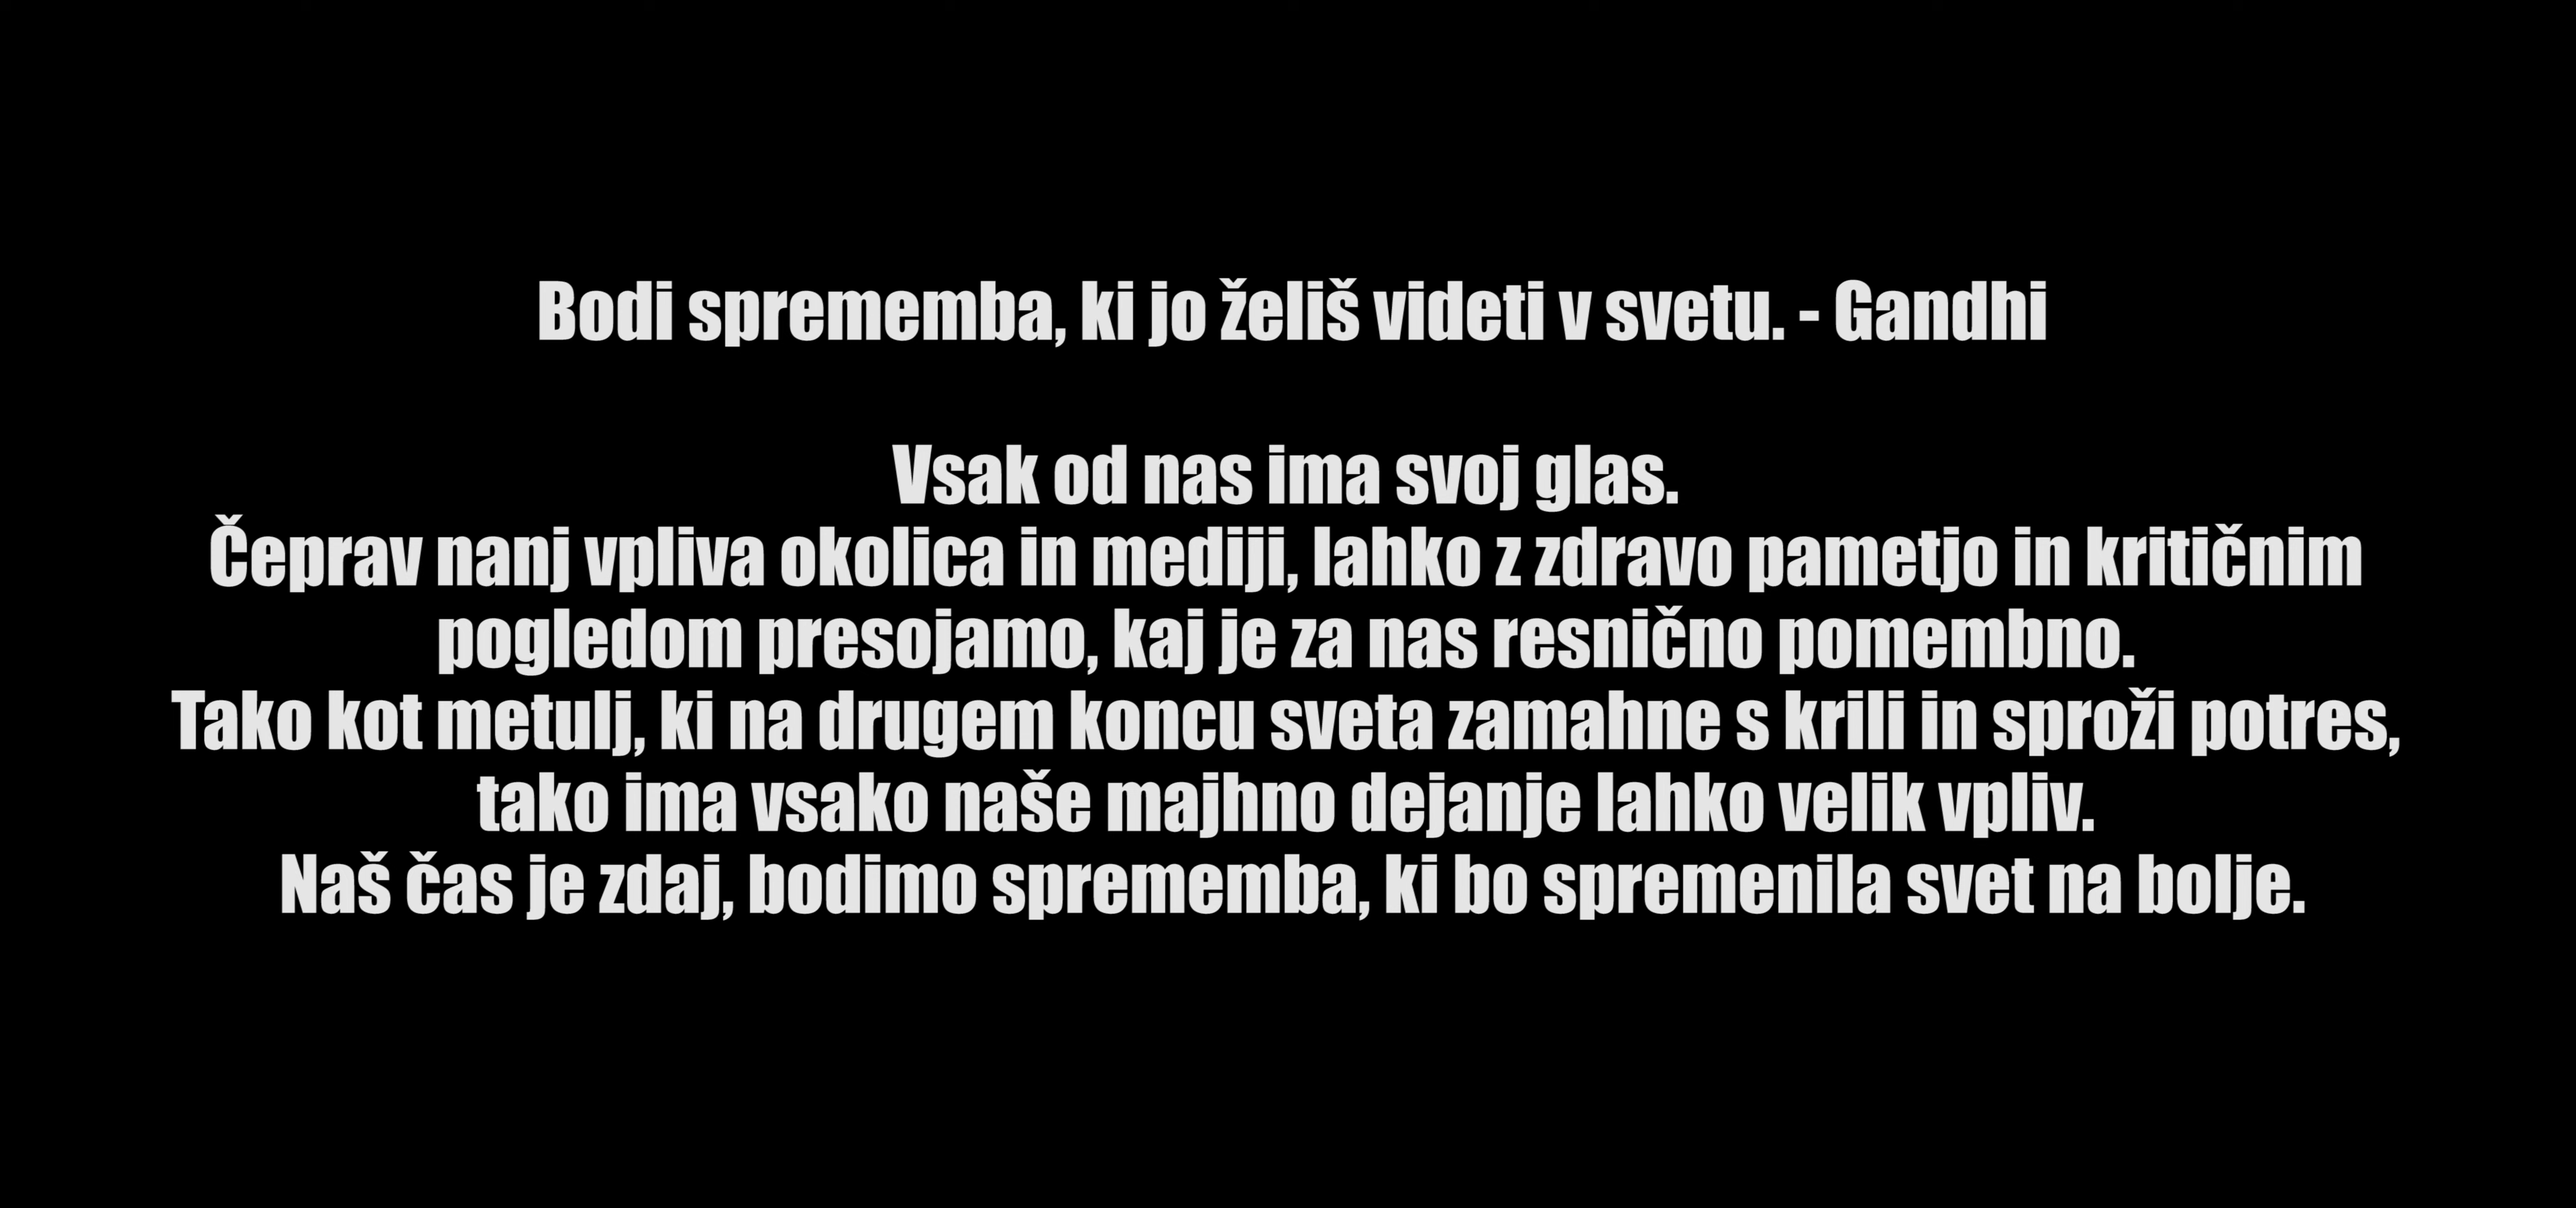 Bodi sprememba, ki jo želiš videti v svetu. - Gandhi
Vsak od nas ima svoj glas.
Čeprav nanj vpliva okolica in mediji, lahko z zdravo pametjo in kritičnim
pogledom presojamo, kaj je za nas resnično pomembno.
Tako kot metulj, ki na drugem koncu sveta zamahne s krili in sproži potres,
tako ima vsako naše majhno dejanje lahko velik vpliv.
Naš čas je zdaj, bodimo sprememba, ki bo spremenila svet na bolje.